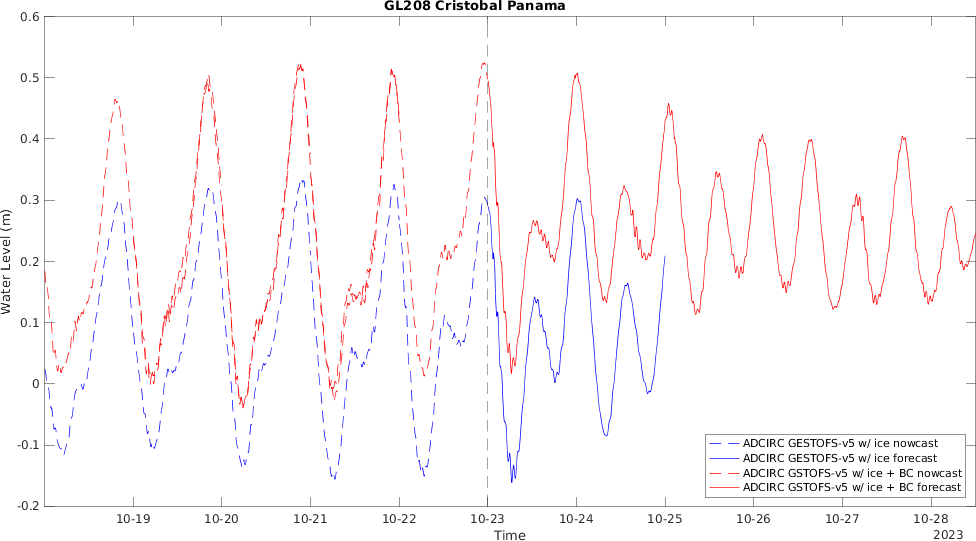 GL208 Cristobal Panama
0.6
0.5
0.4
0.3
0.2
0.1
0
-0.1
-0.2
Water Level (m)
10-19 10-20 10-21 10-22 10-23 10-24 10-25 10-26 10-27 10-28
Time
2023
ADCIRC GESTOFS-v5 w/ ice nowcast
ADCIRC GESTOFS-v5 w/ ice forecast
ADCIRC GSTOFS-v5 w/ ice + BC nowcast
ADCIRC GSTOFS-v5 w/ ice + BC forecast